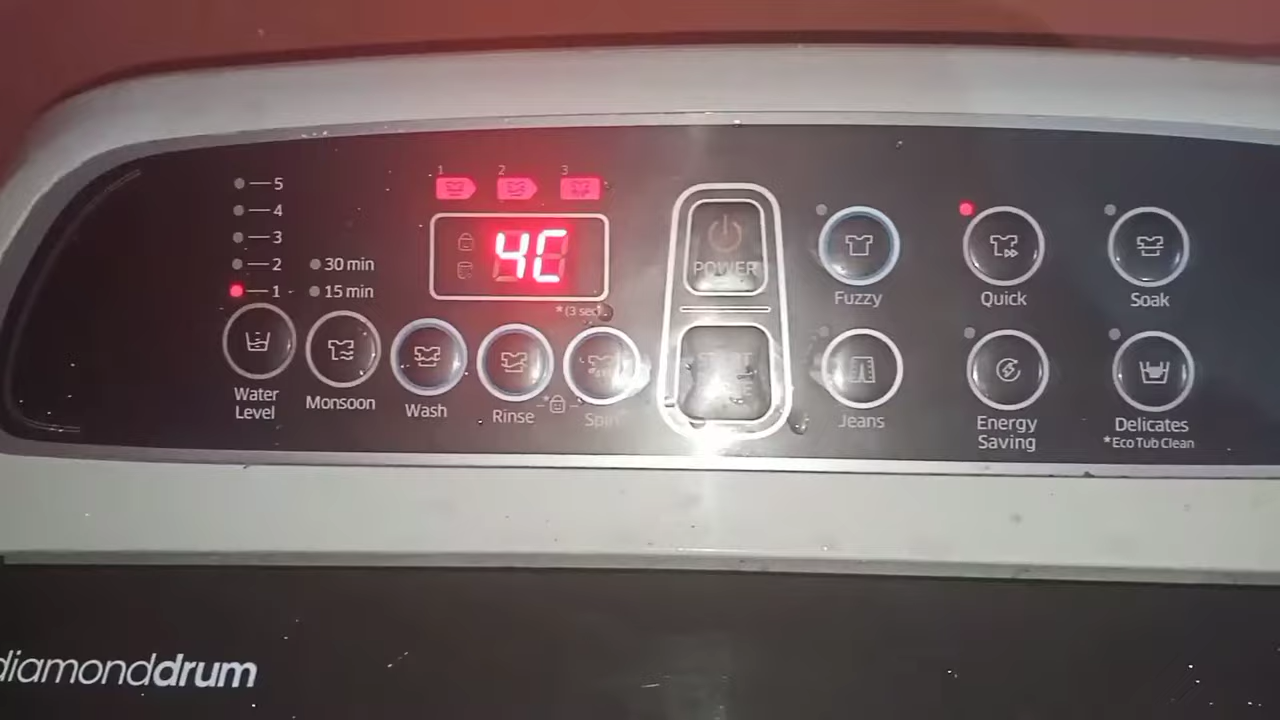 5
4
3
2
1
30 min
15 min
1 2 3
4C
*(3 sec)
POWER
START
Water
Level
Monsoon
Wash
Rinse
Spin
Fuzzy
Quick
Soak
Jeans
Energy
Saving
Delicates
*Eco Tub Clean
diamonddrum